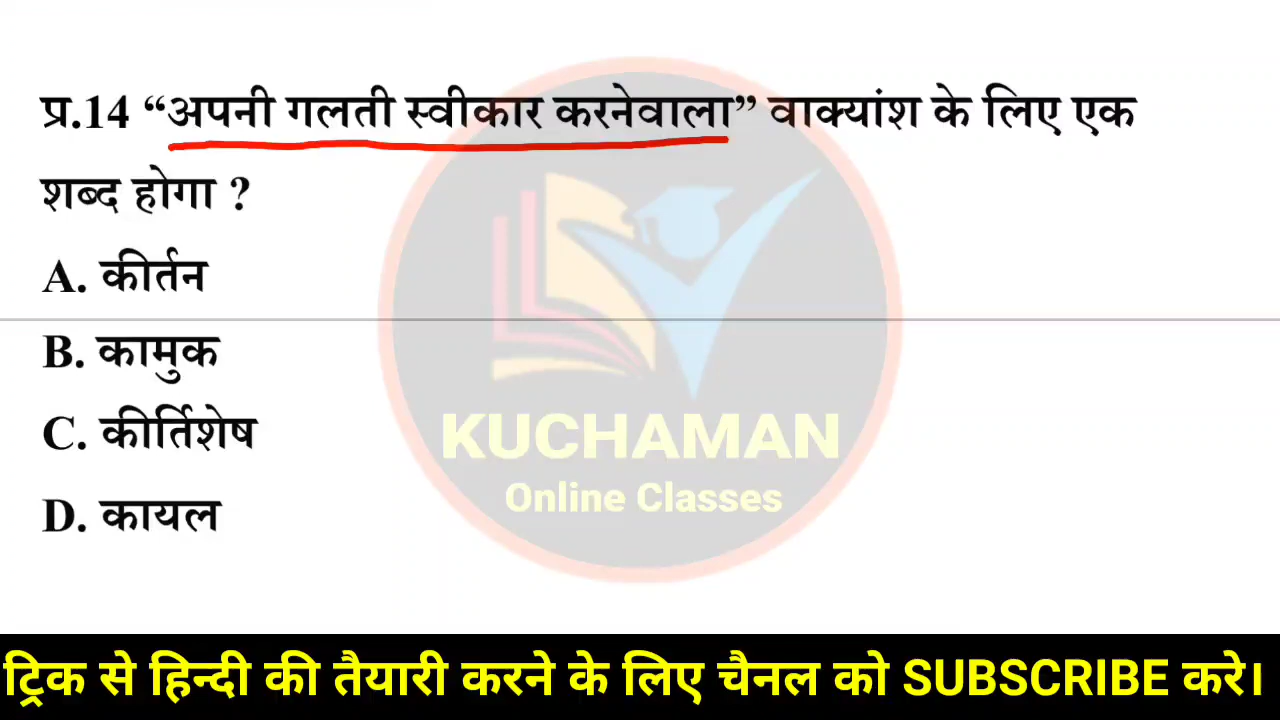 प्र.14 “अपनी गलती स्वीकार करनेवाला” वाक्यांश के लिए एक
शब्द होगा ?
A. कीर्तन
B. कामुक
C. कीर्तिशेष
D. कायल
KUCHAMAN
Online Classes
ट्रिक से हिन्दी की तैयारी करने के लिए चैनल को SUBSCRIBE करे।